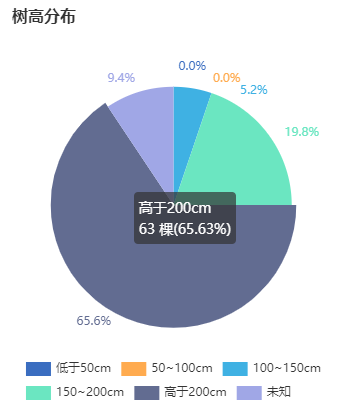 树高分布
0.0%
9.4%
0.0%
5.2%
19.8%
高于200cm
63 棵(65.63%)
65.6%
低于50cm 50~100cm 100~150cm
150~200cm 高于200cm 未知